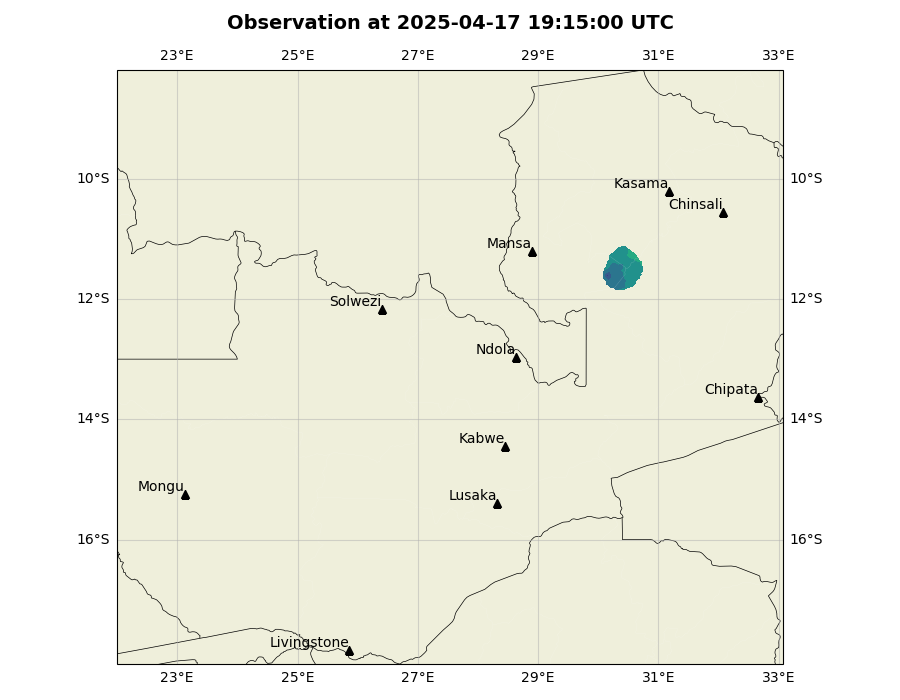 Observation at 2025-04-17 19:15:00 UTC
23°E 25°E 27°E 29°E 31°E 33°E
10°S 10°S
Kasama
Chinsali
Mansa
12°S 12°S
Solwezi
Ndola
Chipata
14°S 14°S
Kabwe
Mongu
Lusaka
16°S 16°S
Livingstone
23°E 25°E 27°E 29°E 31°E 33°E